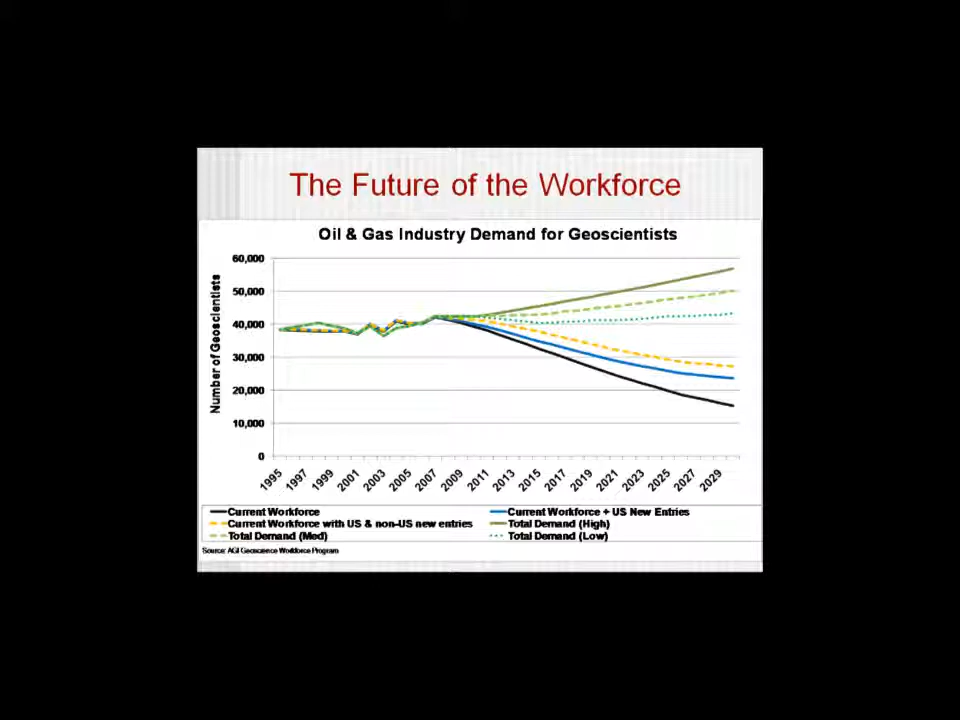 The Future of the Workforce
Oil & Gas Industry Demand for Geoscientists
Number of Geoscientists
60,000
50,000
40,000
30,000
20,000
10,000
0
1995 1997 1999 2001 2003 2005 2007 2009 2011 2013 2015 2017 2019 2021 2023 2025 2027 2029
Current Workforce Current Workforce + US New Entries
Current Workforce with US & non-US new entries Total Demand (High)
Total Demand (Med) Total Demand (Low)
Source: AGI Geoscience Workforce Program